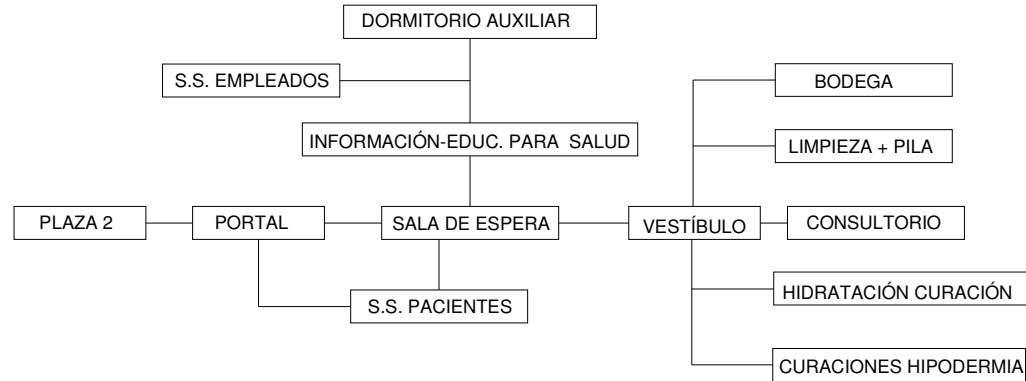 DORMITORIO AUXILIAR
S.S. EMPLEADOS
BODEGA
INFORMACIÓN-EDUC. PARA SALUD
LIMPIEZA + PILA
PLAZA 2
PORTAL
SALA DE ESPERA
VESTÍBULO
CONSULTORIO
S.S. PACIENTES
HIDRATACIÓN CURACIÓN
CURACIONES HIPODERMIA